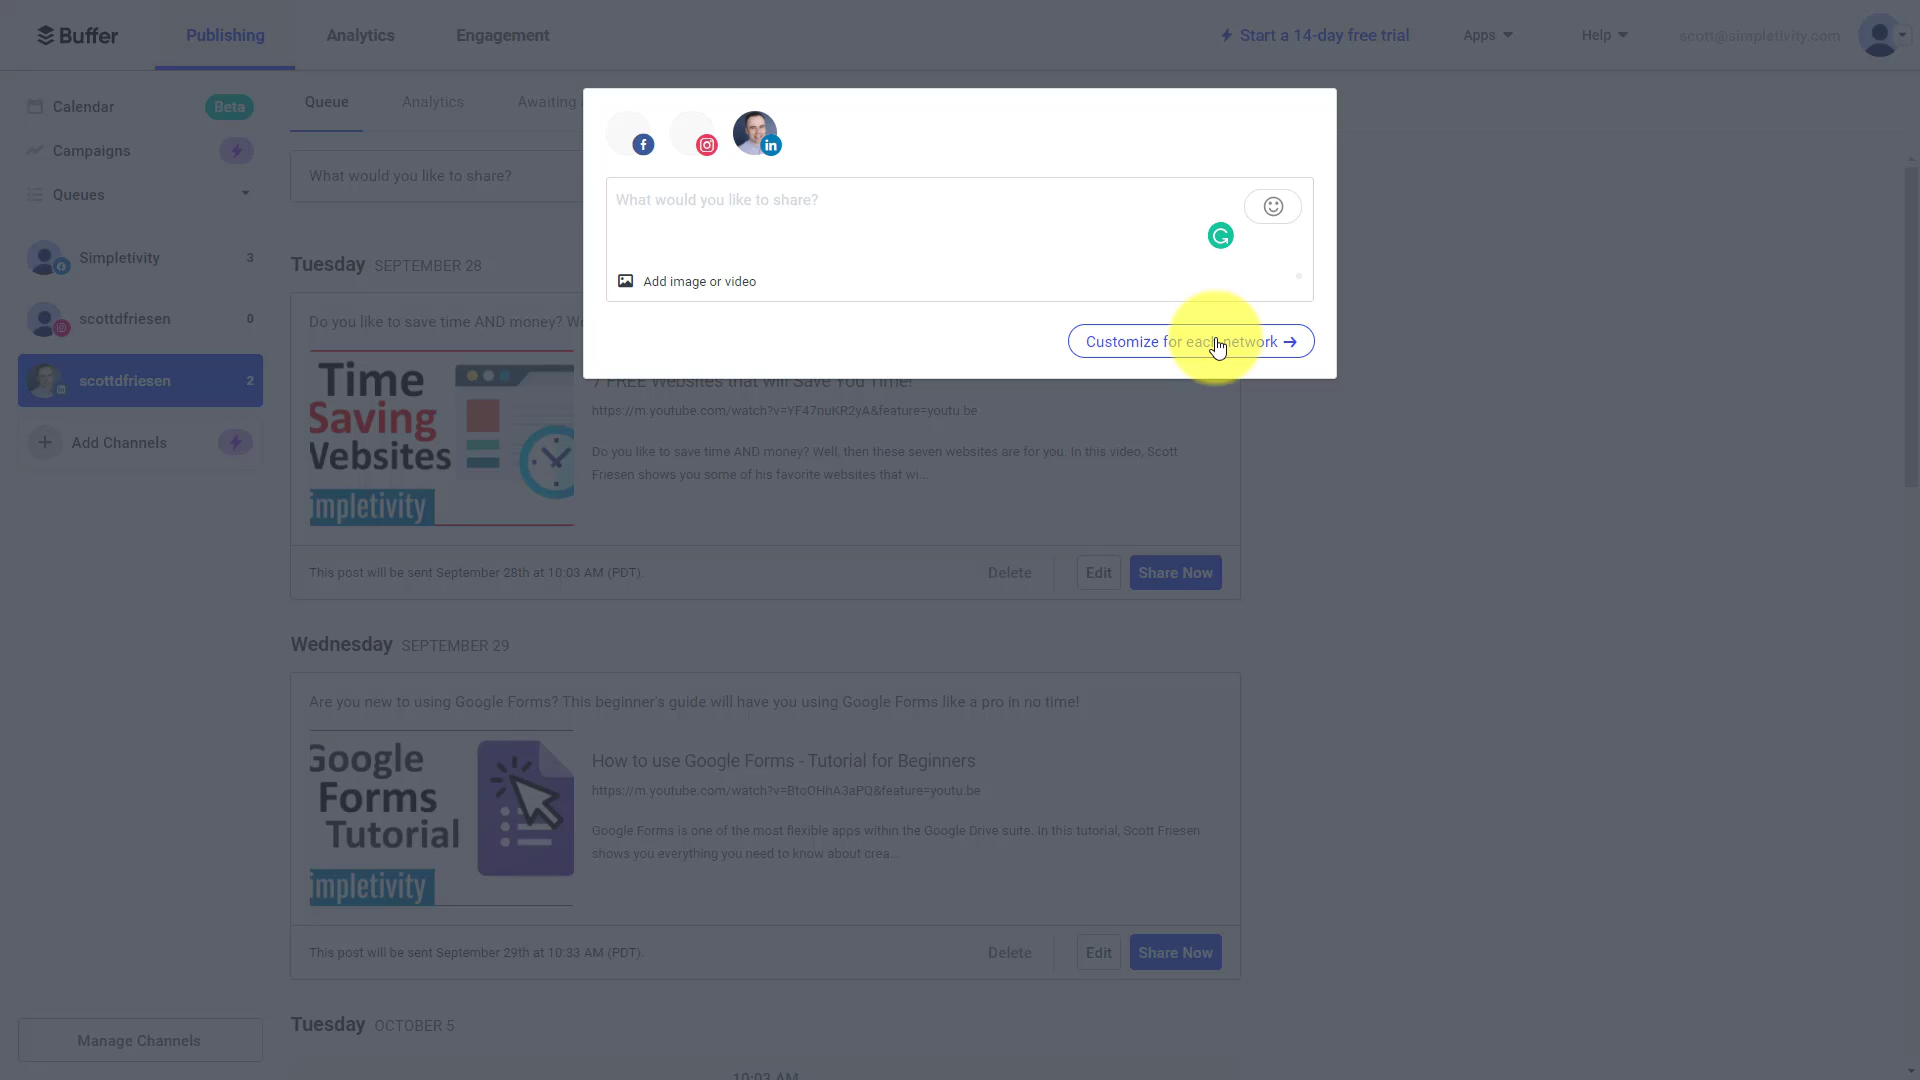 Buffer
Publishing
Analytics
Engagement
Start a 14-day free trial
Apps
Help
scott@simpletivity.com
Calendar
Beta
Campaigns
Queues
Simpletivity 3
scottdfriesen 0
scottdfriesen 2
Add Channels
Manage Channels
Queue
Analytics
Awaiting
What would you like to share?
What would you like to share?
Add image or video
Customize for each network
Tuesday SEPTEMBER 28
Do you like to save time AND money?
Time
Saving
Websites
impletivity
7 FREE Websites that will Save You Time!
https://m.youtube.com/watch?v=YF47nuKR2yA&feature=youtu.be
Do you like to save time AND money? Well, then these seven websites are for you. In this video, Scott
Friesen shows you some of his favorite websites that wi...
This post will be sent September 28th at 10:03 AM (PDT).
Delete
Edit
Share Now
Wednesday SEPTEMBER 29
Are you new to using Google Forms? This beginner's guide will have you using Google Forms like a pro in no time!
Google
Forms
Tutorial
impletivity
How to use Google Forms - Tutorial for Beginners
https://m.youtube.com/watch?v=BtoOHhA3aPQ&feature=youtu.be
Google Forms is one of the most flexible apps within the Google Drive suite. In this tutorial, Scott Friesen
shows you everything you need to know about crea...
This post will be sent September 29th at 10:33 AM (PDT).
Delete
Edit
Share Now
Tuesday OCTOBER 5
10:03 AM